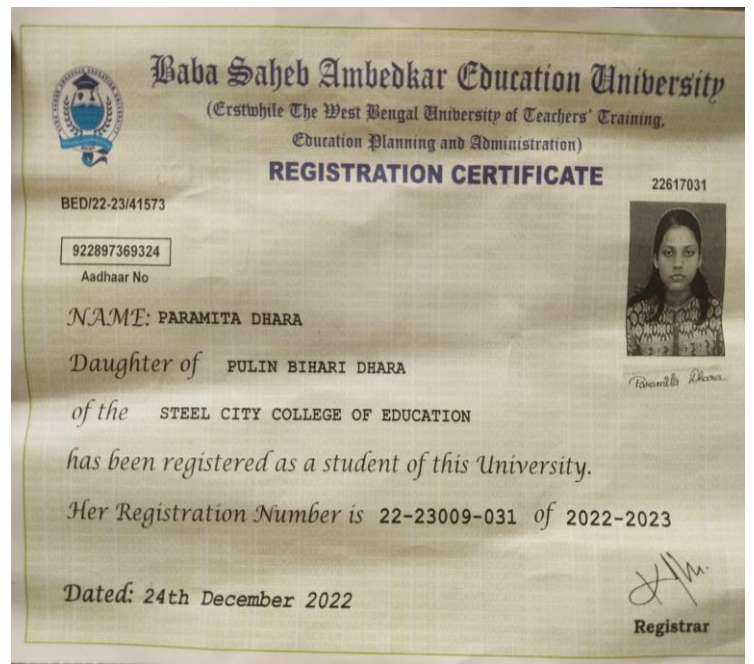 Baba Saheb Ambedkar Education University
(Erstwhile The West Bengal University of Teachers' Training,
Education Planning and Administration)
REGISTRATION CERTIFICATE
22617031
BED/22-23/41573
922897369324
Aadhaar No
NAME: PARAMITA DHARA
Daughter of PULIN BIHARI DHARA
Paramita Dhara
of the STEEL CITY COLLEGE OF EDUCATION
has been registered as a student of this University.
Her Registration Number is 22-23009-031 of 2022-2023
Dated: 24th December 2022
Registrar